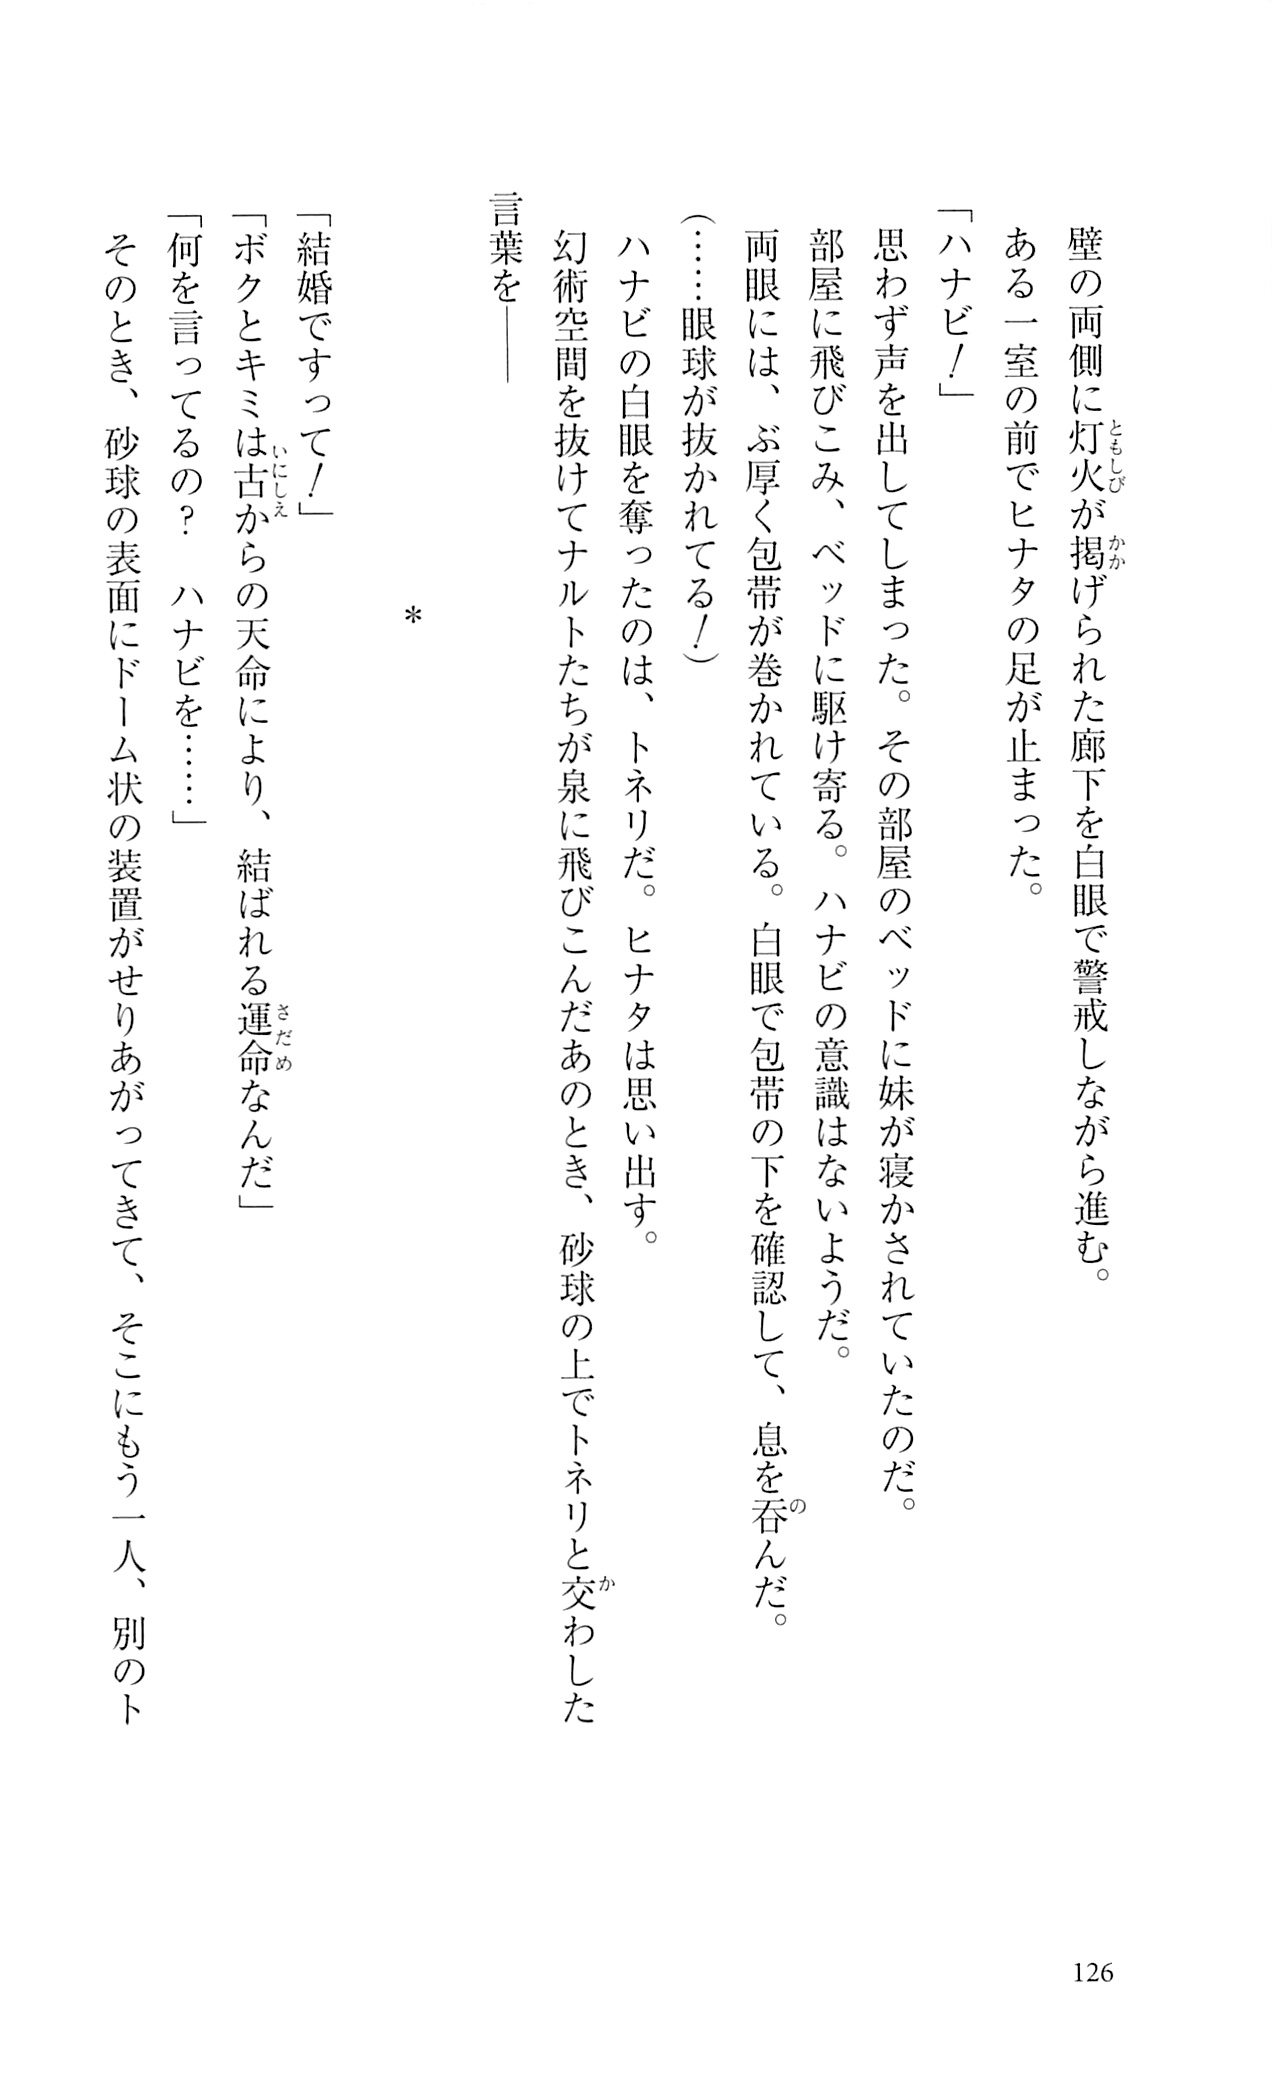 壁の両側に灯火が掲げられた廊下を白眼で警戒しながら進む。
ある一室の前でヒナタの足が止まった。
「ハナビ！」
思わず声を出してしまった。その部屋のベッドに妹が寝かされていたのだ。
部屋に飛びこみ、ベッドに駆け寄る。ハナビの意識はないようだ。
両眼には、ぶ厚く包帯が巻かれている。白眼で包帯の下を確認して、息を呑んだ。
（……眼球が抜かれてる！）
ハナビの白眼を奪ったのは、トネリだ。ヒナタは思い出す。
幻術空間を抜けてナルトたちが泉に飛びこんだあのとき、砂球の上でトネリと交わした
言葉を――
＊
「結婚ですって！」
「ボクとキミは古からの天命により、結ばれる運命なんだ」
「何を言ってるの？　ハナビを……」
そのとき、砂球の表面にドーム状の装置がせりあがってきて、そこにもう一人、別のト
126